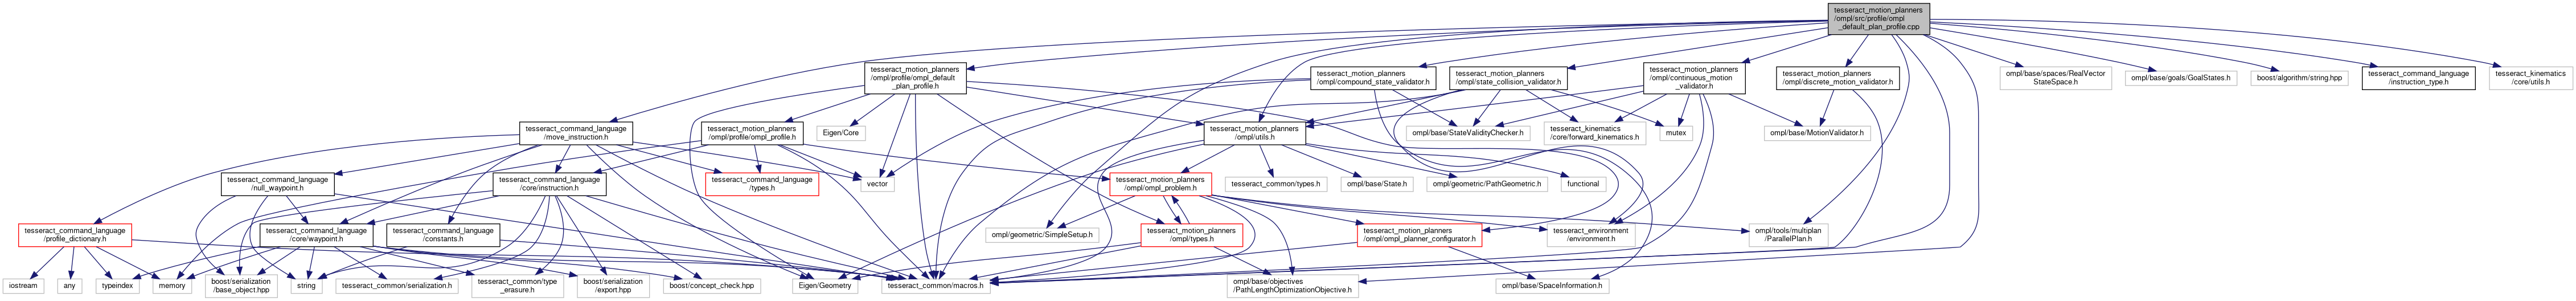 tesseract_motion_planners
/ompl/src/profile/ompl
_default_plan_profile.cpp
tesseract_motion_planners
/ompl/profile/ompl_default
_plan_profile.h
tesseract_motion_planners
/ompl/compound_state_validator.h
tesseract_motion_planners
/ompl/state_collision_validator.h
tesseract_motion_planners
/ompl/continuous_motion
_validator.h
tesseract_motion_planners
/ompl/discrete_motion_validator.h
ompl/base/spaces/RealVector
StateSpace.h
ompl/base/goals/GoalStates.h
boost/algorithm/string.hpp
tesseract_command_language
/instruction_type.h
tesseract_kinematics
/core/utils.h
tesseract_command_language
/move_instruction.h
tesseract_motion_planners
/ompl/profile/ompl_profile.h
Eigen/Core
tesseract_motion_planners
/ompl/utils.h
ompl/base/StateValidityChecker.h
tesseract_kinematics
/core/forward_kinematics.h
mutex
ompl/base/MotionValidator.h
tesseract_command_language
/null_waypoint.h
tesseract_command_language
/core/instruction.h
tesseract_command_language
/types.h
vector
tesseract_motion_planners
/ompl/ompl_problem.h
tesseract_common/types.h
ompl/base/State.h
ompl/geometric/PathGeometric.h
functional
tesseract_command_language
/profile_dictionary.h
tesseract_command_language
/core/waypoint.h
tesseract_command_language
/constants.h
ompl/geometric/SimpleSetup.h
tesseract_motion_planners
/ompl/types.h
tesseract_motion_planners
/ompl/ompl_planner_configurator.h
tesseract_environment
/environment.h
ompl/tools/multiplan
/ParallelPlan.h
iostream
any
typeindex
memory
boost/serialization
/base_object.hpp
string
tesseract_common/serialization.h
tesseract_common/type
_erasure.h
boost/serialization
/export.hpp
boost/concept_check.hpp
Eigen/Geometry
tesseract_common/macros.h
ompl/base/objectives
/PathLengthOptimizationObjective.h
ompl/base/SpaceInformation.h